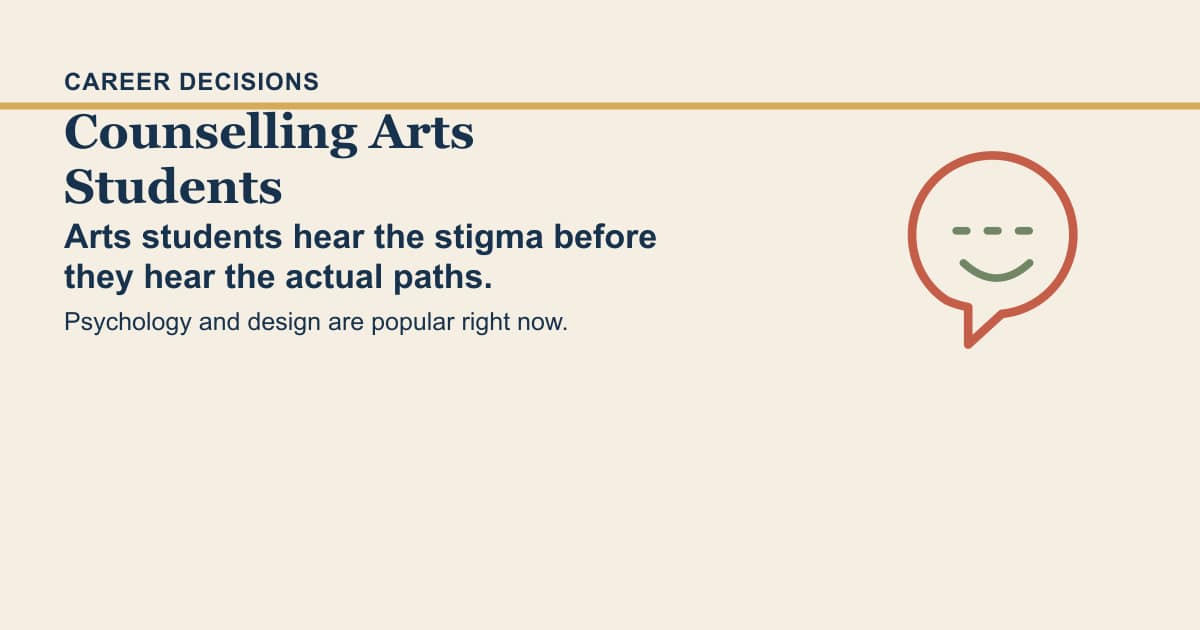 CAREER DECISIONS
Counselling Arts
Students
Arts students hear the stigma before
they hear the actual paths.
Psychology and design are popular right now.